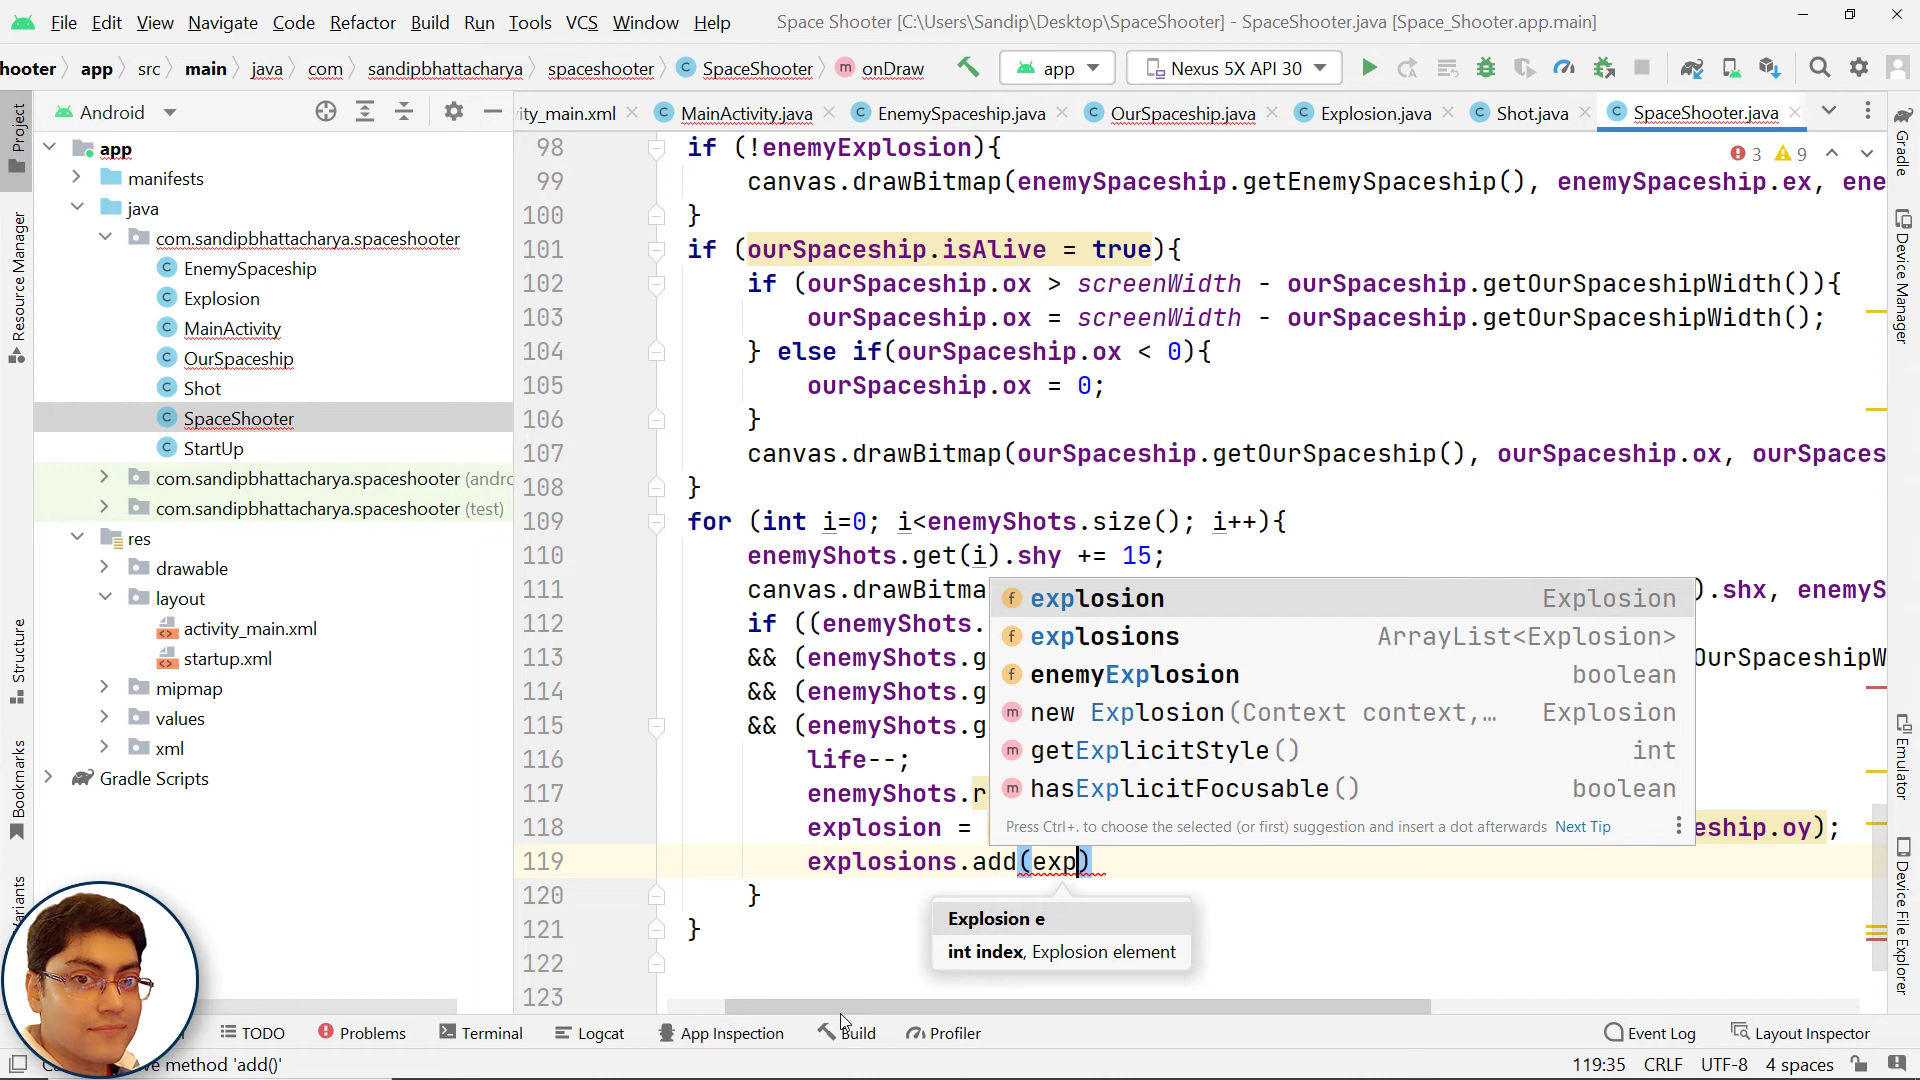 File Edit View Navigate Code Refactor Build Run Tools VCS Window Help Space Shooter [C:\Users\Sandip\Desktop\SpaceShooter] - SpaceShooter.java [Space_Shooter.app.main]
hooter app src main java com sandipbhattacharya spaceshooter C SpaceShooter m onDraw app Nexus 5X API 30
Android
ity_main.xml MainActivity.java EnemySpaceship.java OurSpaceship.java Explosion.java Shot.java SpaceShooter.java
Project
Resource Manager
Structure
Bookmarks
app
manifests
java
com.sandipbhattacharya.spaceshooter
EnemySpaceship
Explosion
MainActivity
OurSpaceship
Shot
SpaceShooter
StartUp
com.sandipbhattacharya.spaceshooter (andrc
com.sandipbhattacharya.spaceshooter (test)
res
drawable
layout
activity_main.xml
startup.xml
mipmap
values
xml
Gradle Scripts
3 9
98 if (!enemyExplosion){
99 canvas.drawBitmap(enemySpaceship.getEnemySpaceship(), enemySpaceship.ex, ene
100 }
101 if (ourSpaceship.isAlive = true){
102 if (ourSpaceship.ox > screenWidth - ourSpaceship.getOurSpaceshipWidth()){
103 ourSpaceship.ox = screenWidth - ourSpaceship.getOurSpaceshipWidth();
104 } else if(ourSpaceship.ox < 0){
105 ourSpaceship.ox = 0;
106 }
107 canvas.drawBitmap(ourSpaceship.getOurSpaceship(), ourSpaceship.ox, ourSpaces
108 }
109 for (int i=0; i<enemyShots.size(); i++){
110 enemyShots.get(i).shy += 15;
111 canvas.drawBitma ).shx, enemyS
112 if ((enemyShots.
113 && (enemyShots.g OurSpaceshipW
114 && (enemyShots.g
115 && (enemyShots.g
116 life--;
117 enemyShots.r
118 explosion = eship.oy);
119 explosions.add(exp)
120 }
121 }
122
123
explosion Explosion
explosions ArrayList<Explosion>
enemyExplosion boolean
new Explosion(Context context,… Explosion
getExplicitStyle() int
hasExplicitFocusable() boolean
Press Ctrl+. to choose the selected (or first) suggestion and insert a dot afterwards Next Tip
Explosion e
int index, Explosion element
Gradle
Device Manager
Emulator
Device File Explorer
TODO Problems Terminal Logcat App Inspection Build Profiler Event Log Layout Inspector
method 'add()' 119:35 CRLF UTF-8 4 spaces